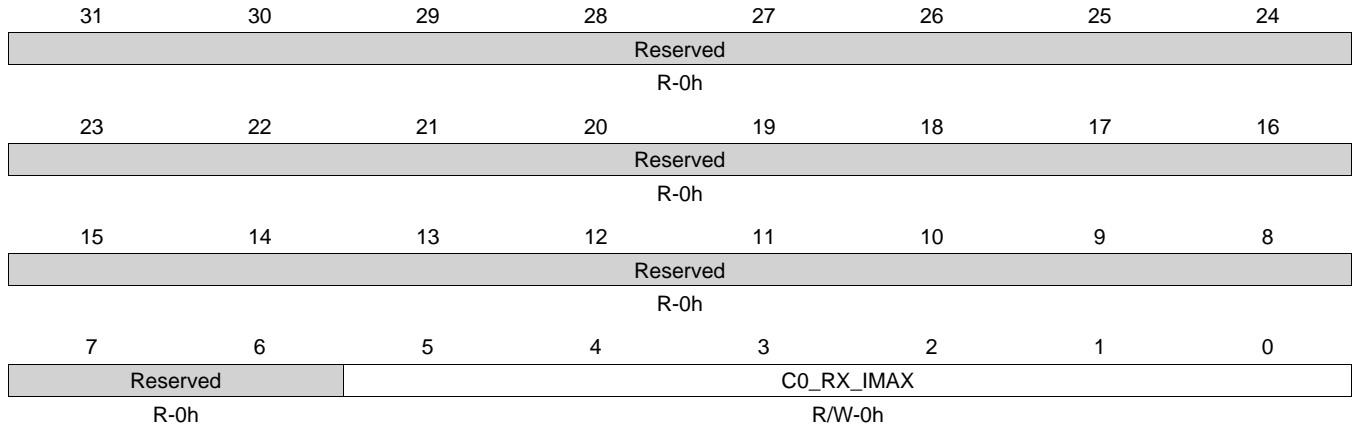 31 30 29 28 27 26 25 24
Reserved
R-0h
23 22 21 20 19 18 17 16
Reserved
R-0h
15 14 13 12 11 10 9 8
Reserved
R-0h
7 6 5 4 3 2 1 0
Reserved C0_RX_IMAX
R-0h R/W-0h